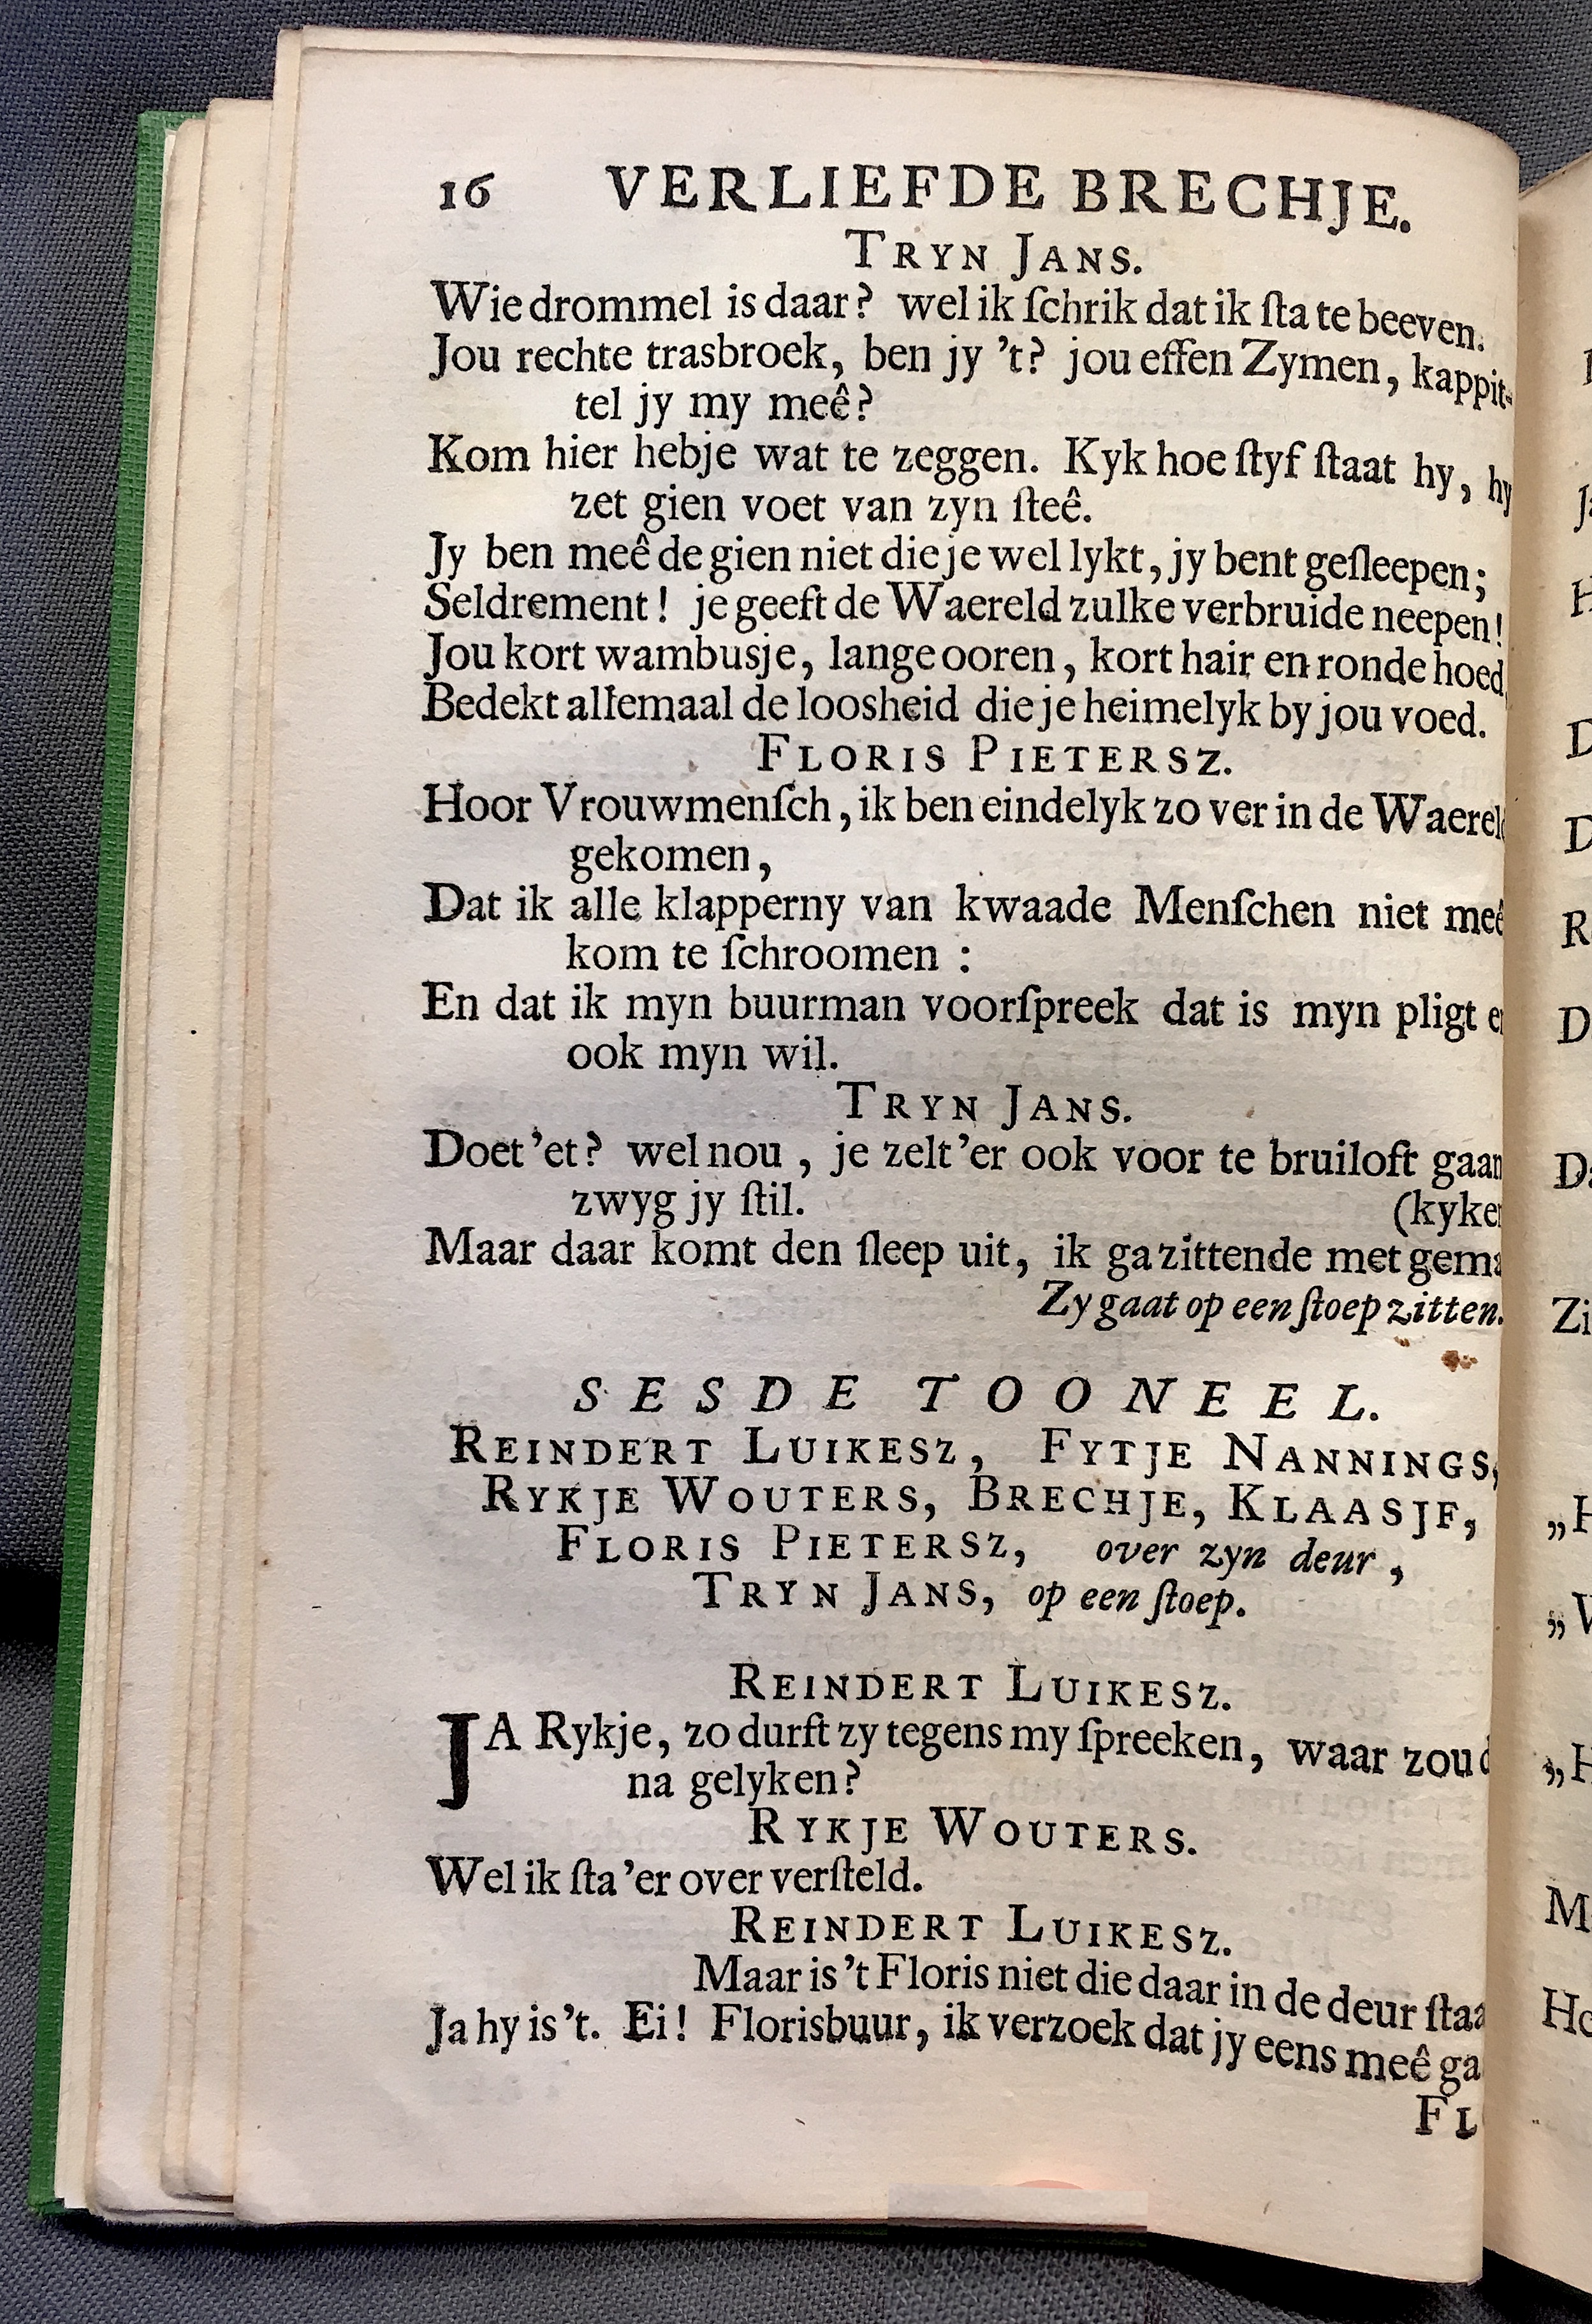 16 VERLIEFDE BRECHJE.
TRYN JANS.
Wie drommel is daar? wel ik ſchrik dat ik ſta te beeven.
Jou rechte trasbroek, ben jy 't? jou effen Zymen, kappit-
tel jy my meê?
Kom hier hebje wat te zeggen. Kyk hoe ſtyf ſtaat hy, hy
zet gien voet van zyn ſteê.
Jy ben meê de gien niet die je wel lykt, jy bent geſleepen;
Seldrement! je geeft de Waereld zulke verbruide neepen!
Jou kort wambusje, lange ooren, kort hair en ronde hoed,
Bedekt allemaal de loosheid die je heimelyk by jou voed.
FLORIS PIETERSZ.
Hoor Vrouwmenſch, ik ben eindelyk zo ver in de Waerel
gekomen,
Dat ik alle klapperny van kwaade Menſchen niet meê
kom te ſchroomen :
En dat ik myn buurman voorſpreek dat is myn pligt e
ook myn wil.
TRYN JANS.
Doet 'et? wel nou, je zelt 'er ook voor te bruiloft gaan
zwyg jy ſtil. (kyke
Maar daar komt den ſleep uit, ik ga zittende met gema
Zy gaat op een ſtoep zitten.
SESDE TOONEEL.
REINDERT LUIKESZ, FYTJE NANNINGS,
RYKJE WOUTERS, BRECHJE, KLAASJF,
FLORIS PIETERSZ, over zyn deur,
TRYN JANS, op een ſtoep.
REINDERT LUIKESZ.
JA Rykje, zo durft zy tegens my ſpreeken, waar zou d
na gelyken?
RYKJE WOUTERS.
Wel ik ſta 'er over verſteld.
REINDERT LUIKESZ.
Maar is 't Floris niet die daar in de deur ſtaa
Ja hy is 't. Ei! Florisbuur, ik verzoek dat jy eens meê ga
FL